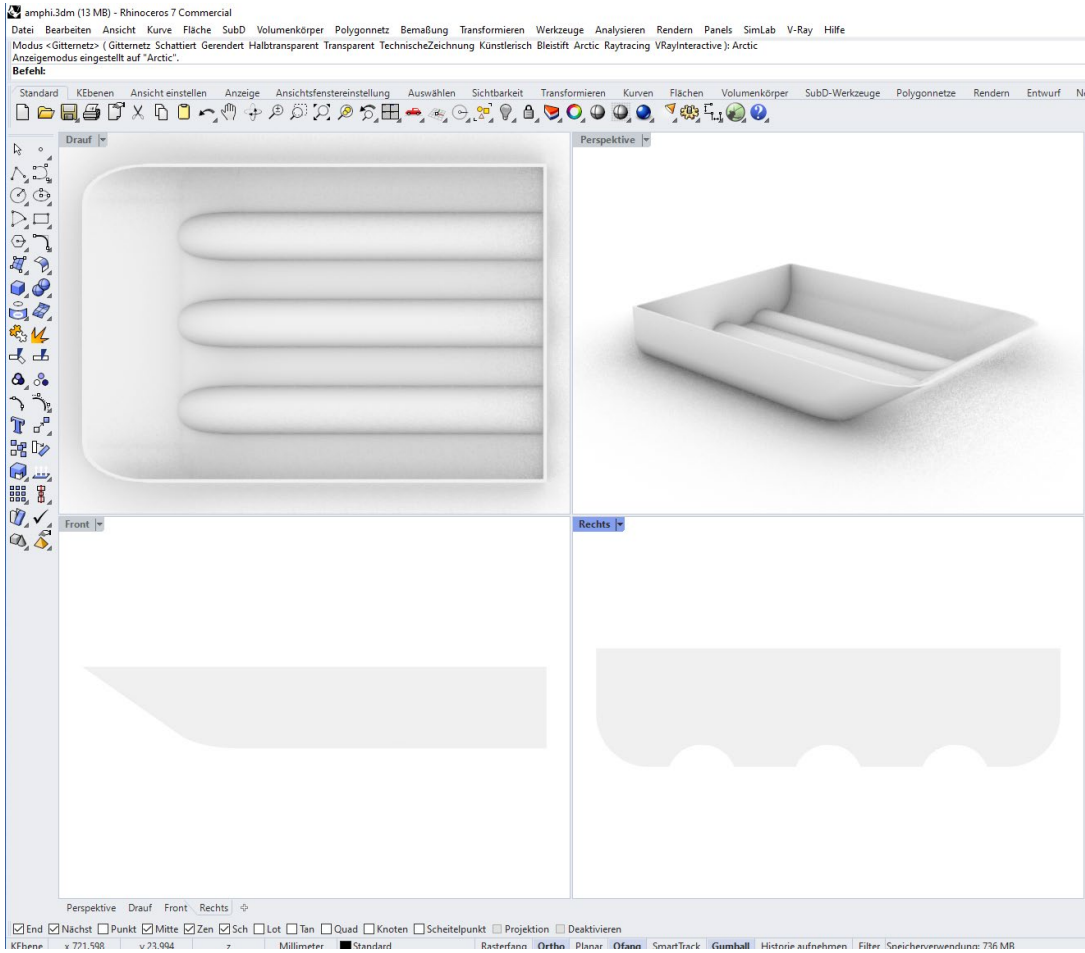 amphi.3dm (13 MB) - Rhinoceros 7 Commercial
Datei Bearbeiten Ansicht Kurve Fläche SubD Volumenkörper Polygonnetz Bemaßung Transformieren Werkzeuge Analysieren Rendern Panels SimLab V-Ray Hilfe
Modus <Gitternetz> ( Gitternetz Schattiert Gerendert Halbtransparent Transparent TechnischeZeichnung Künstlerisch Bleistift Arctic Raytracing VRayInteractive ): Arctic
Anzeigemodus eingestellt auf "Arctic".
Befehl:
Standard KEbenen Ansicht einstellen Anzeige Ansichtsfenstereinstellung Auswählen Sichtbarkeit Transformieren Kurven Flächen Volumenkörper SubD-Werkzeuge Polygonnetze Rendern Entwurf
Drauf Perspektive
Front Rechts
Perspektive Drauf Front Rechts
End Nächst Punkt Mitte Zen Sch Lot Tan Quad Knoten Scheitelpunkt Projektion Deaktivieren
KEbene x 721.598 y 23.994 z Millimeter Standard Rasterfang Ortho Planar Ofang SmartTrack Gumball Historie aufnehmen Filter Speicherverwendung: 736 MB